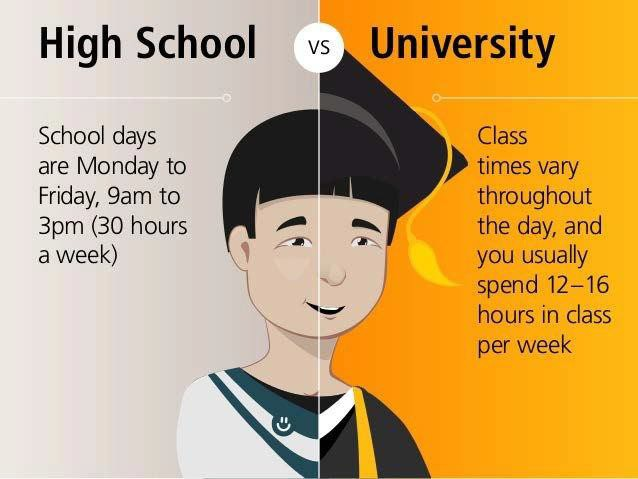 High School
VS
University
School days
are Monday to
Friday, 9am to
3pm (30 hours
a week)
Class
times vary
throughout
the day, and
you usually
spend 12–16
hours in class
per week